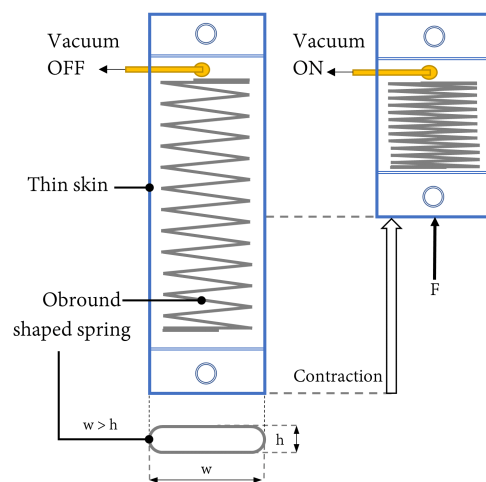 Vacuum
OFF
Vacuum
ON
Thin skin
Obround
shaped spring
F
Contraction
w > h
h
w